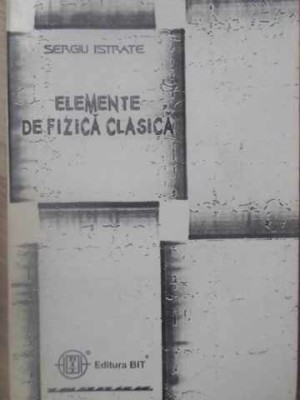 SERGIU ISTRATE
ELEMENTE
DE FIZICĂ CLASICĂ
Editura BIT